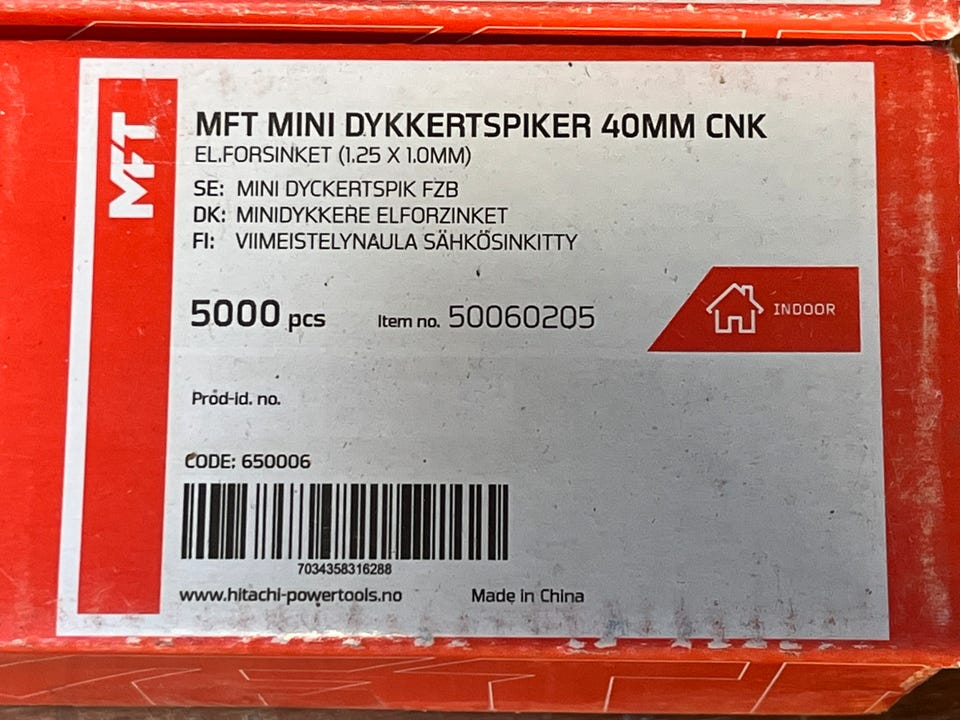 MFT
MFT MINI DYKKERTSPIKER 40MM CNK
EL.FORSINKET (1.25 X 1.0MM)
SE: MINI DYCKERTSPIK FZB
DK: MINIDYKKERE ELFORZINKET
FI: VIIMEISTELYNAULA SÄHKÖSINKITTY
5000 pcs Item no. 50060205
INDOOR
Prod-id. no.
CODE: 650006
7034358316288
www.hitachi-powertools.no Made in China